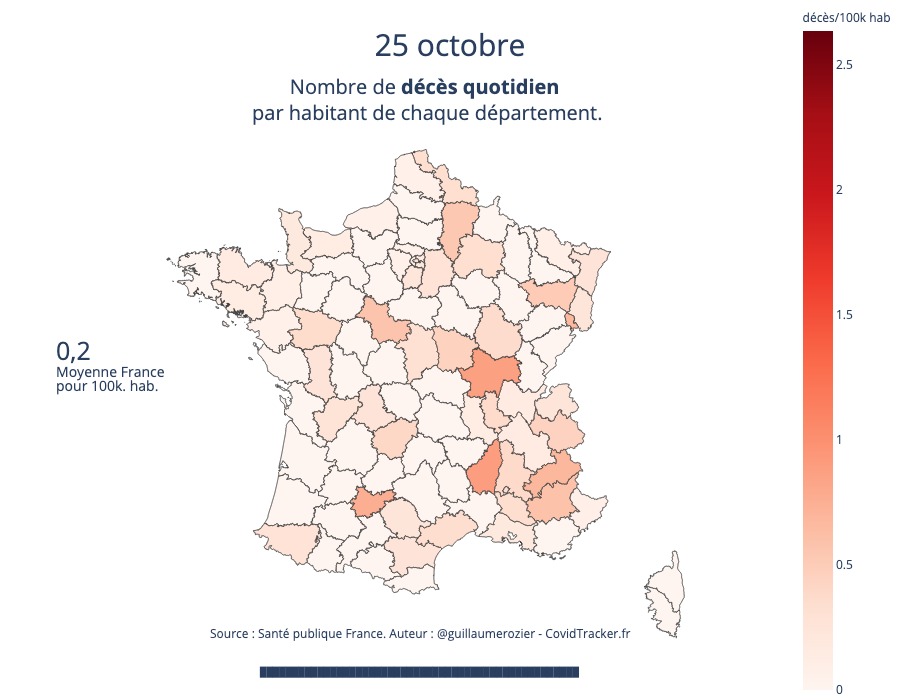 décès/100k hab
25 octobre
Nombre de décès quotidien
par habitant de chaque département.
2.5
2
1.5
1
0.5
0
0,2
Moyenne France
pour 100k. hab.
Source : Santé publique France. Auteur : @guillaumerozier - CovidTracker.fr